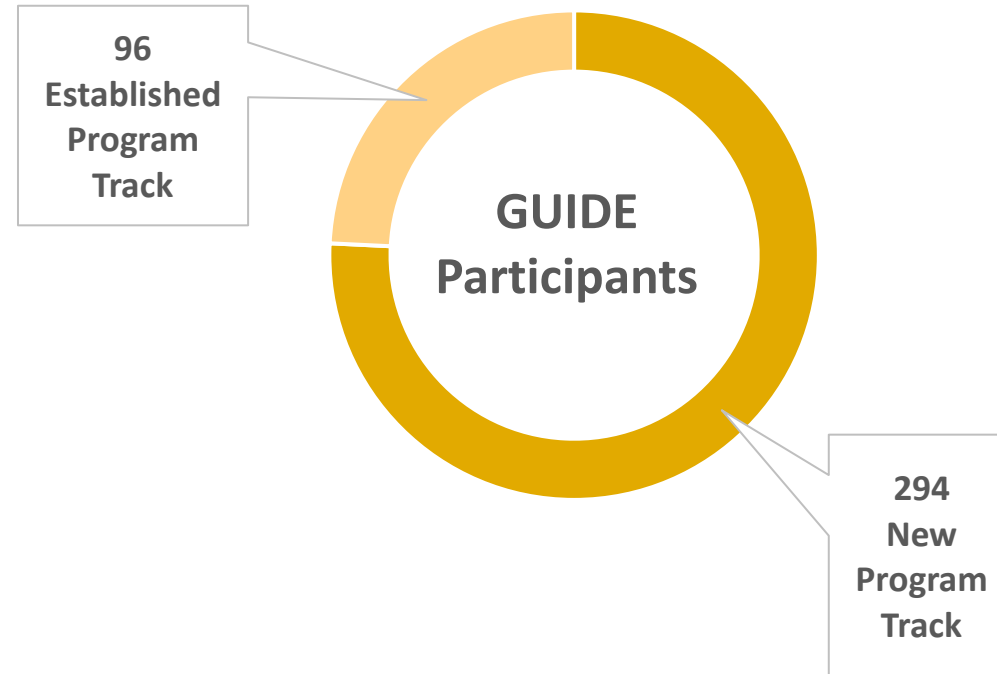 96
Established
Program
Track
GUIDE
Participants
294
New
Program
Track